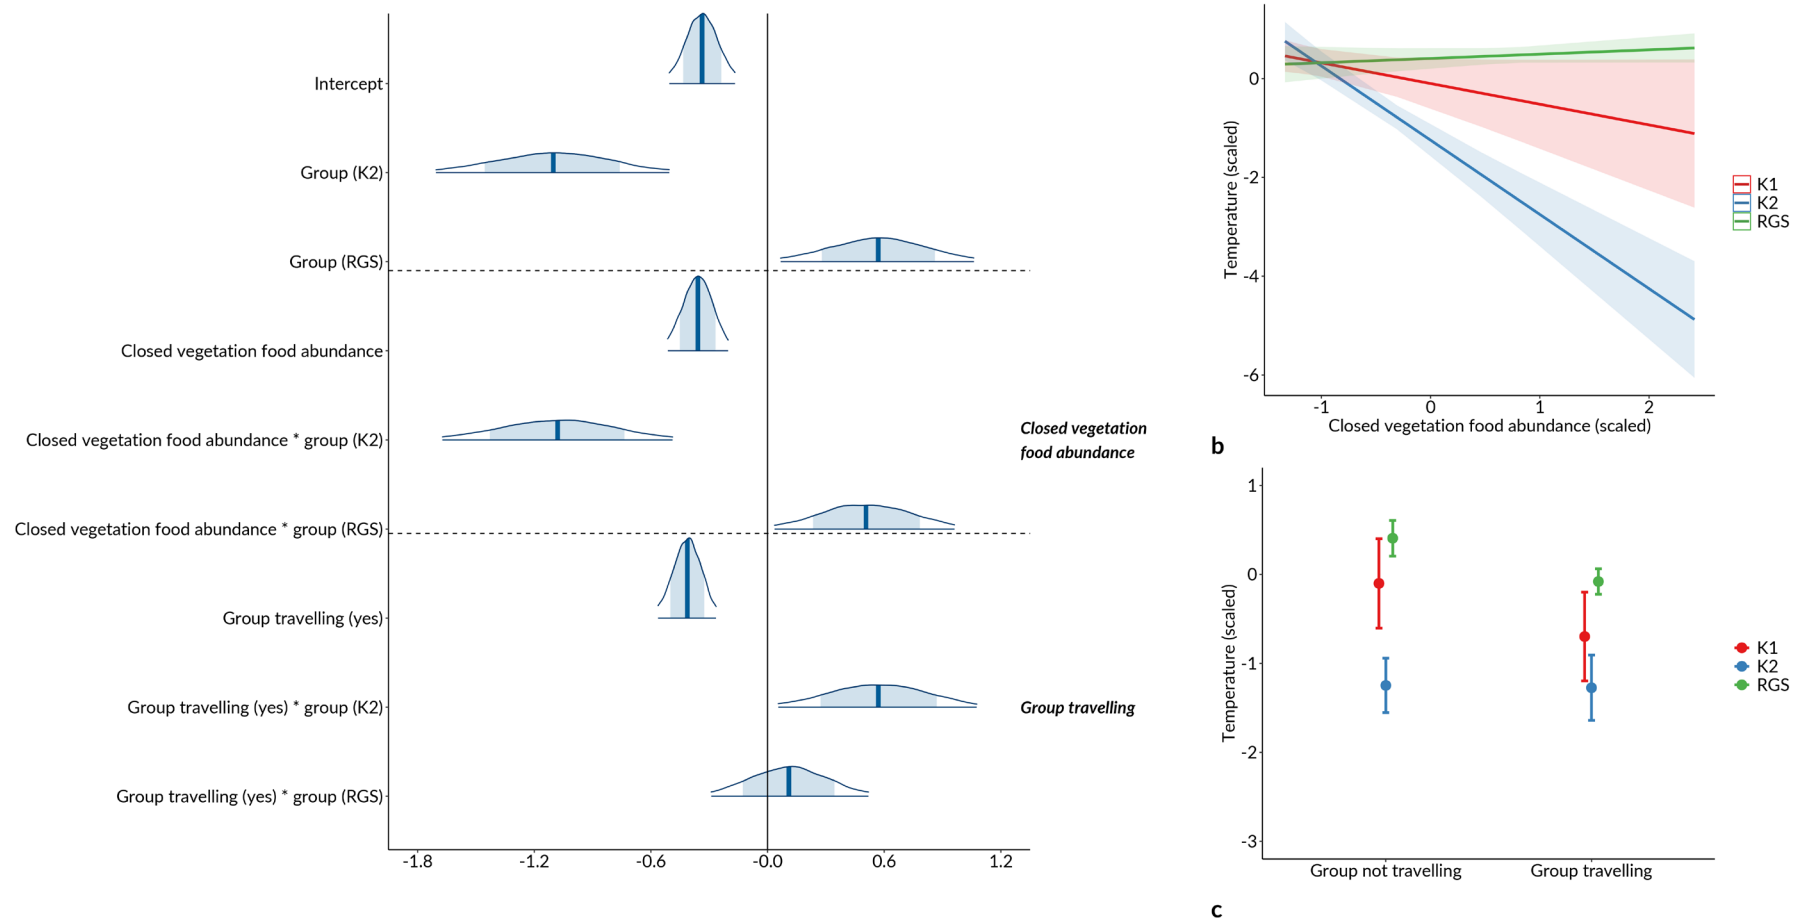 Intercept
Group (K2)
Group (RGS)
Closed vegetation food abundance
Closed vegetation food abundance * group (K2)
Closed vegetation food abundance * group (RGS)
Group travelling (yes)
Group travelling (yes) * group (K2)
Group travelling (yes) * group (RGS)
-1.8 -1.2 -0.6 -0.0 0.6 1.2
Closed vegetation
food abundance
Group travelling
Temperature (scaled)
0
-2
-4
-6
-1 0 1 2
Closed vegetation food abundance (scaled)
K1
K2
RGS
b
Temperature (scaled)
1
0
-1
-2
-3
Group not travelling Group travelling
K1
K2
RGS
c